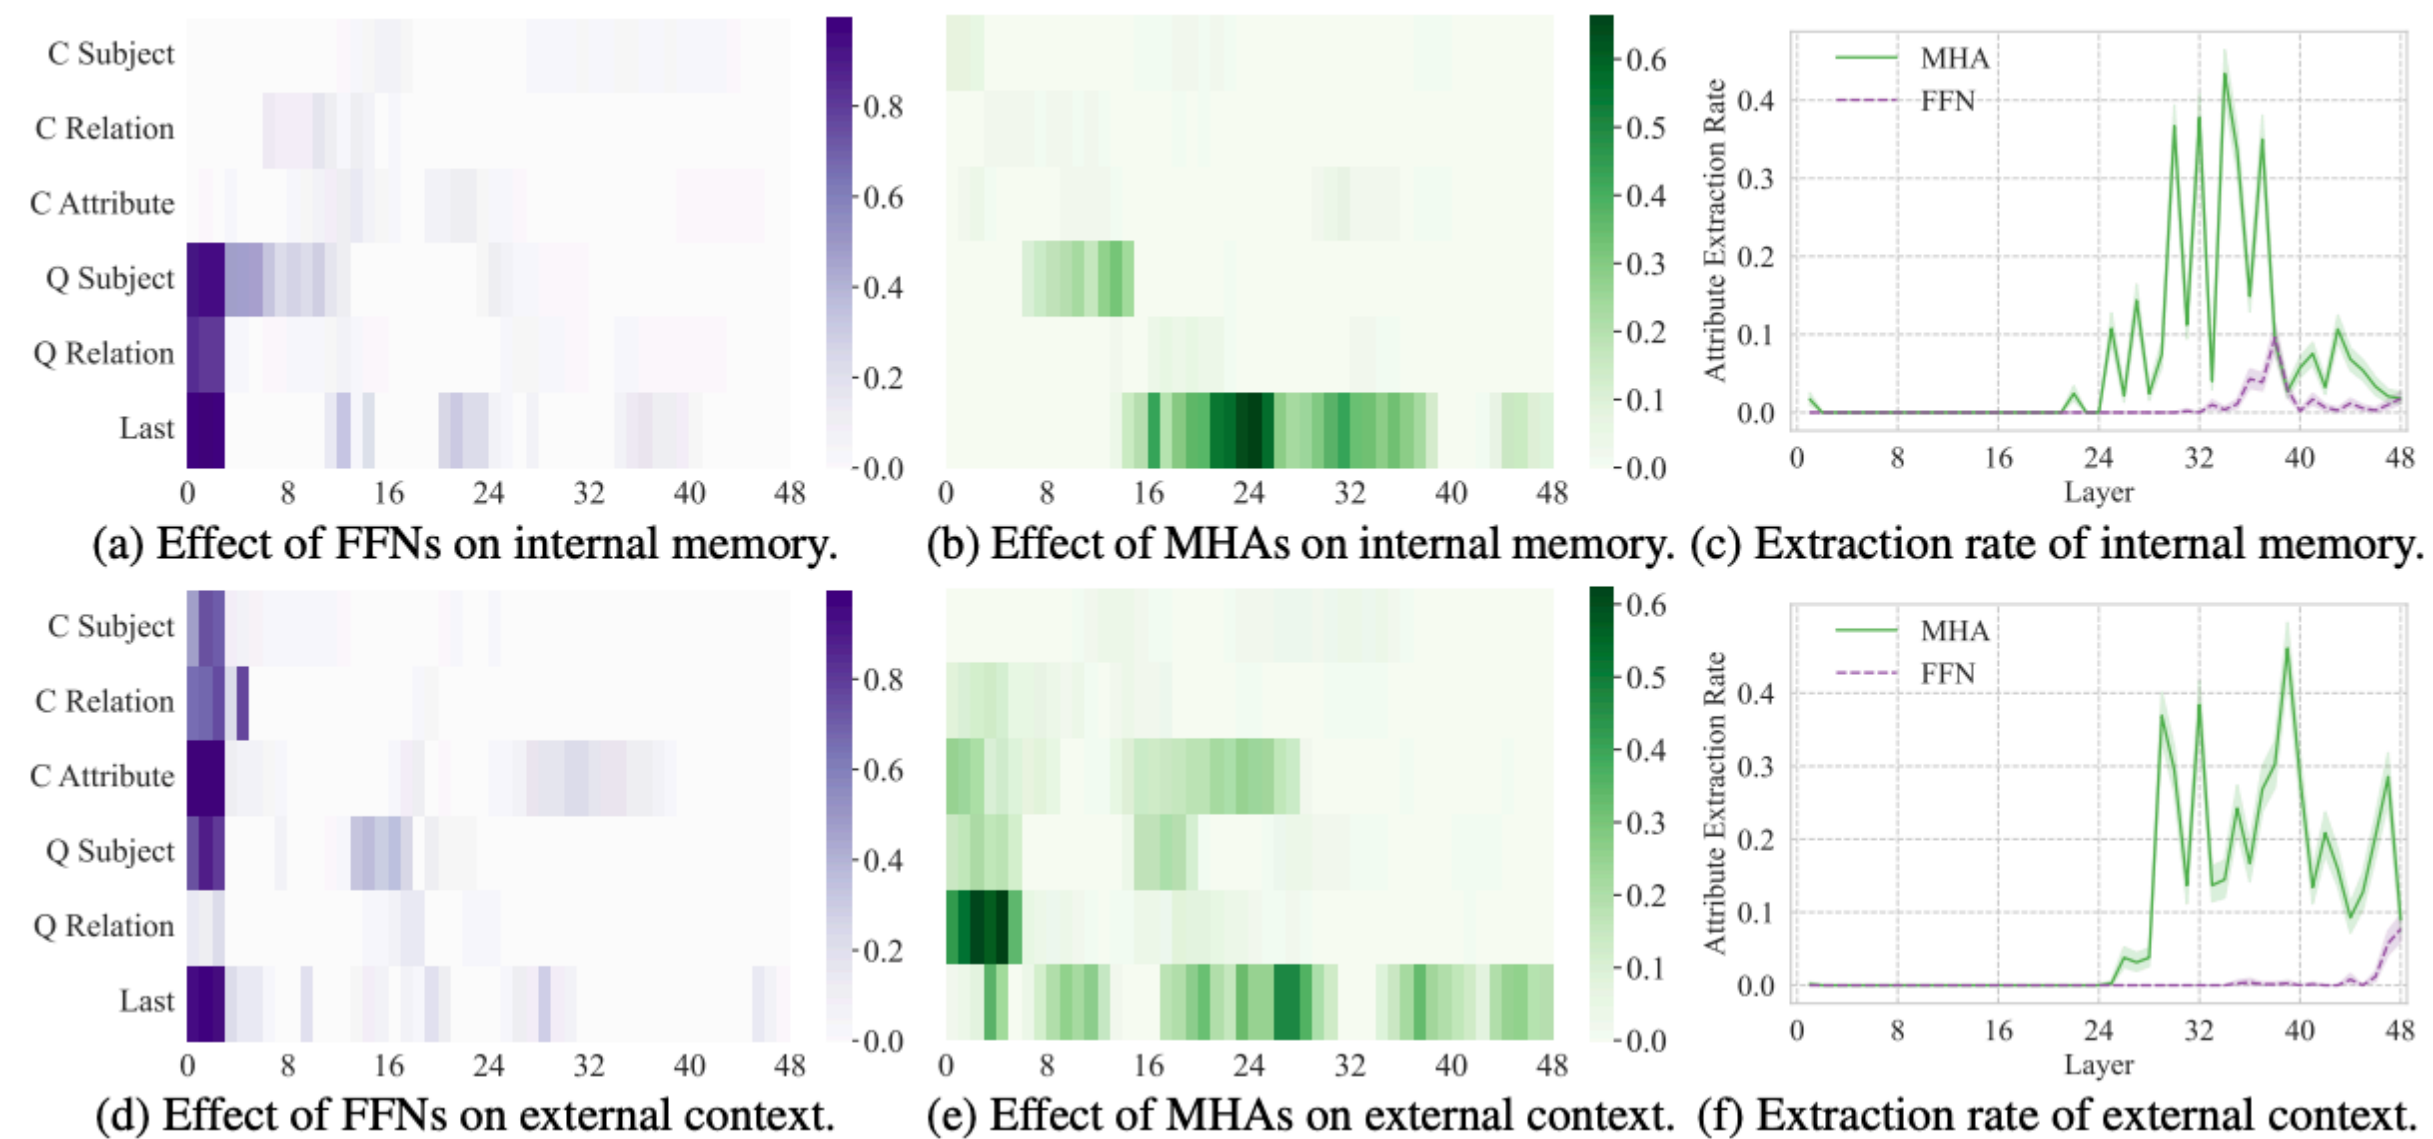 C Subject
C Relation
C Attribute
Q Subject
Q Relation
Last
0 8 16 24 32 40 48
0.8
0.6
0.4
0.2
0.0
(a) Effect of FFNs on internal memory.
0 8 16 24 32 40 48
0.6
0.5
0.4
0.3
0.2
0.1
0.0
(b) Effect of MHAs on internal memory.
MHA
FFN
Attribute Extraction Rate
0.4
0.3
0.2
0.1
0.0
0 8 16 24 32 40 48
Layer
(c) Extraction rate of internal memory.
C Subject
C Relation
C Attribute
Q Subject
Q Relation
Last
0 8 16 24 32 40 48
0.8
0.6
0.4
0.2
0.0
(d) Effect of FFNs on external context.
0 8 16 24 32 40 48
0.6
0.5
0.4
0.3
0.2
0.1
0.0
(e) Effect of MHAs on external context.
MHA
FFN
Attribute Extraction Rate
0.4
0.3
0.2
0.1
0.0
0 8 16 24 32 40 48
Layer
(f) Extraction rate of external context.